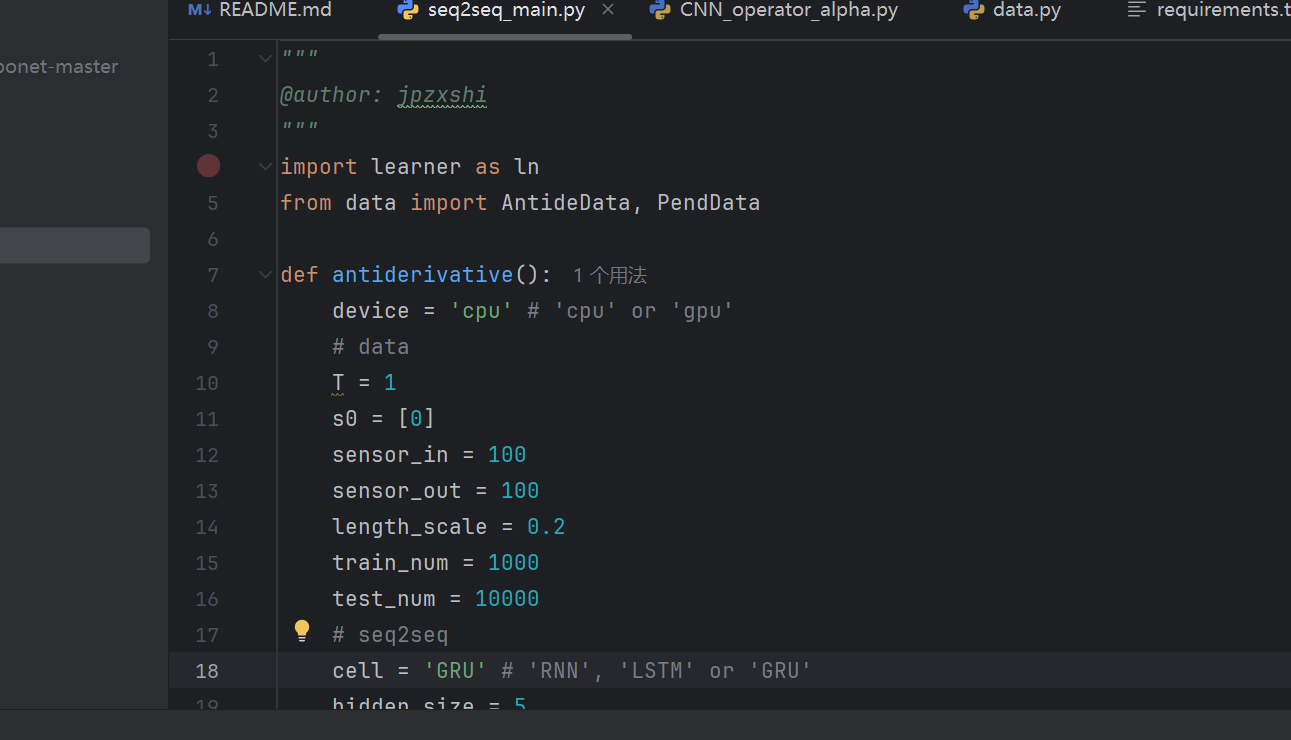 README.md seq2seq_main.py CNN_operator_alpha.py data.py requirements.t
ponet-master
1 """
2 @author: jpzxshi
3 """
import learner as ln
5 from data import AntideData, PendData
6
7 def antiderivative(): 1 个用法
8 device = 'cpu' # 'cpu' or 'gpu'
9 # data
10 T = 1
11 s0 = [0]
12 sensor_in = 100
13 sensor_out = 100
14 length_scale = 0.2
15 train_num = 1000
16 test_num = 10000
17 # seq2seq
18 cell = 'GRU' # 'RNN', 'LSTM' or 'GRU'
19 hidden_size = 5